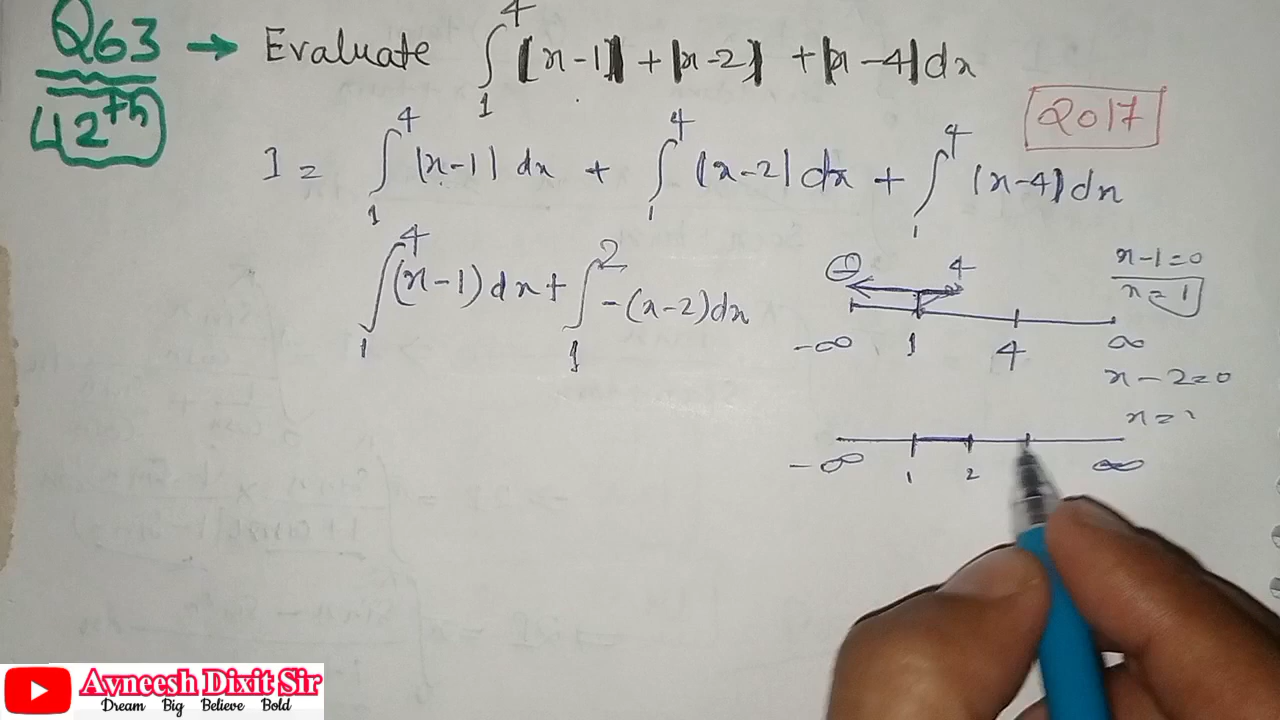 Q63 → Evaluate ∫₁⁴ |x-1| + |x-2| + |x-4| dx
42th
2017
I = ∫₁⁴ |x-1| dx + ∫₁⁴ |x-2| dx + ∫₁⁴ |x-4| dx
∫₁⁴ (x-1) dx + ∫₁² -(x-2) dx
⊖ 4
x-1=0
x=1
-∞ 1 4 ∞
x-2=0
x=
-∞ 1 2 ∞
Avneesh Dixit Sir
Dream Big Believe Bold